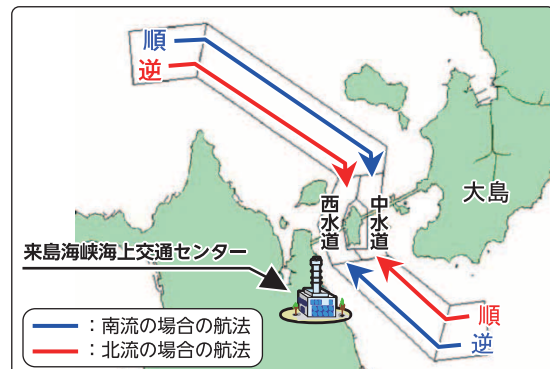 順
逆
西水道
中水道
大島
来島海峡海上交通センター
順
逆
：南流の場合の航法
：北流の場合の航法